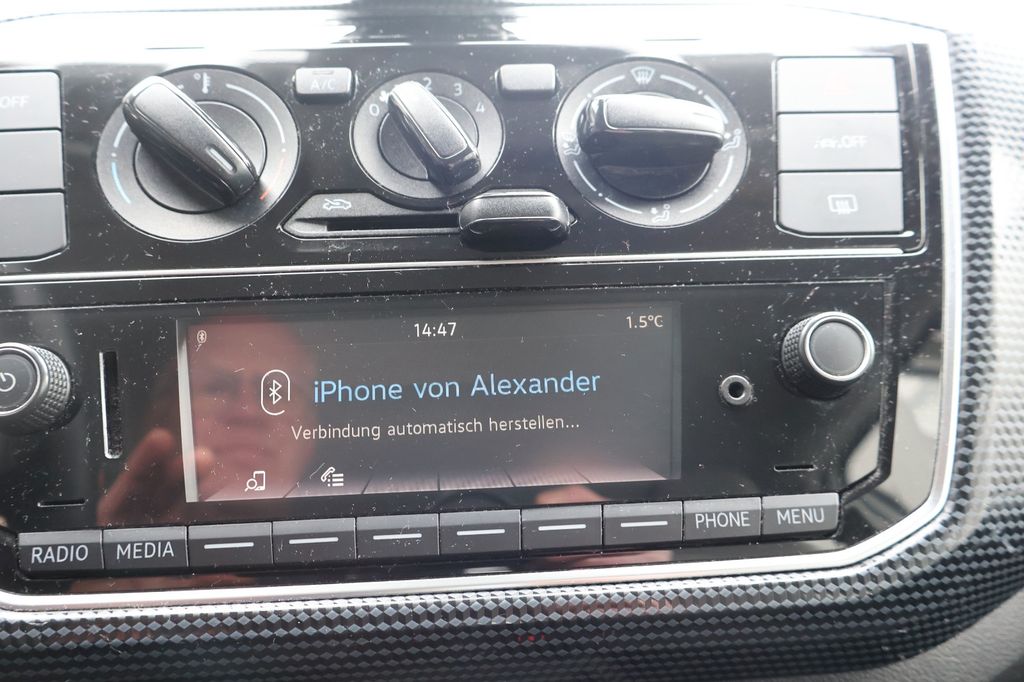 OFF
A/C
0
2
3
4
OFF
14:47
1.5°C
iPhone von Alexander
Verbindung automatisch herstellen...
RADIO
MEDIA
PHONE
MENU